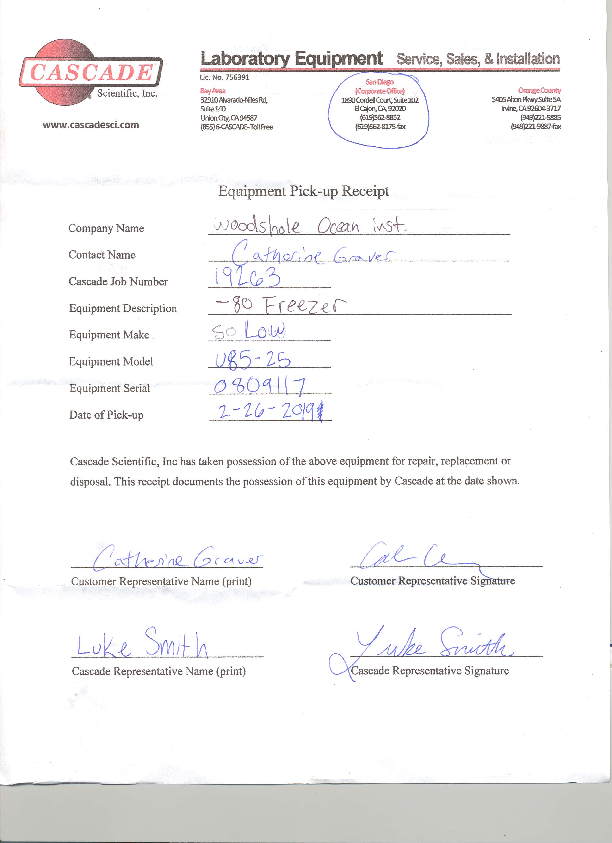 CASCADE
Scientific, Inc.
www.cascadesci.com
Laboratory Equipment Service, Sales, & Installation
Lic. No. 756391
Bay Area
32910 Alvarado-Niles Rd,
Suite 140
Union City, CA 94587
(855) 6-CASCADE- Toll Free
San Diego
(Corporate Office)
1890 Cordell Court, Suite 102
El Cajon, CA, 92020
(619)562-8852
(619)562-8175-fax
Orange County
5405 Alton Pkwy Suite 5A
Irvine, CA 92604-3717
(949)221-9885
(949)221-9887-fax
Equipment Pick-up Receipt
Company Name woodshole Ocean inst.
Contact Name Catherine Graver
Cascade Job Number 19263
Equipment Description -80 Freezer
Equipment Make So Low
Equipment Model U85-25
Equipment Serial 0809117
Date of Pick-up 2-26-2019
Cascade Scientific, Inc has taken possession of the above equipment for repair, replacement or
disposal. This receipt documents the possession of this equipment by Cascade at the date shown.
Catherine Graver
Customer Representative Name (print) Customer Representative Signature
Luke Smith Luke Smith
Cascade Representative Name (print) Cascade Representative Signature